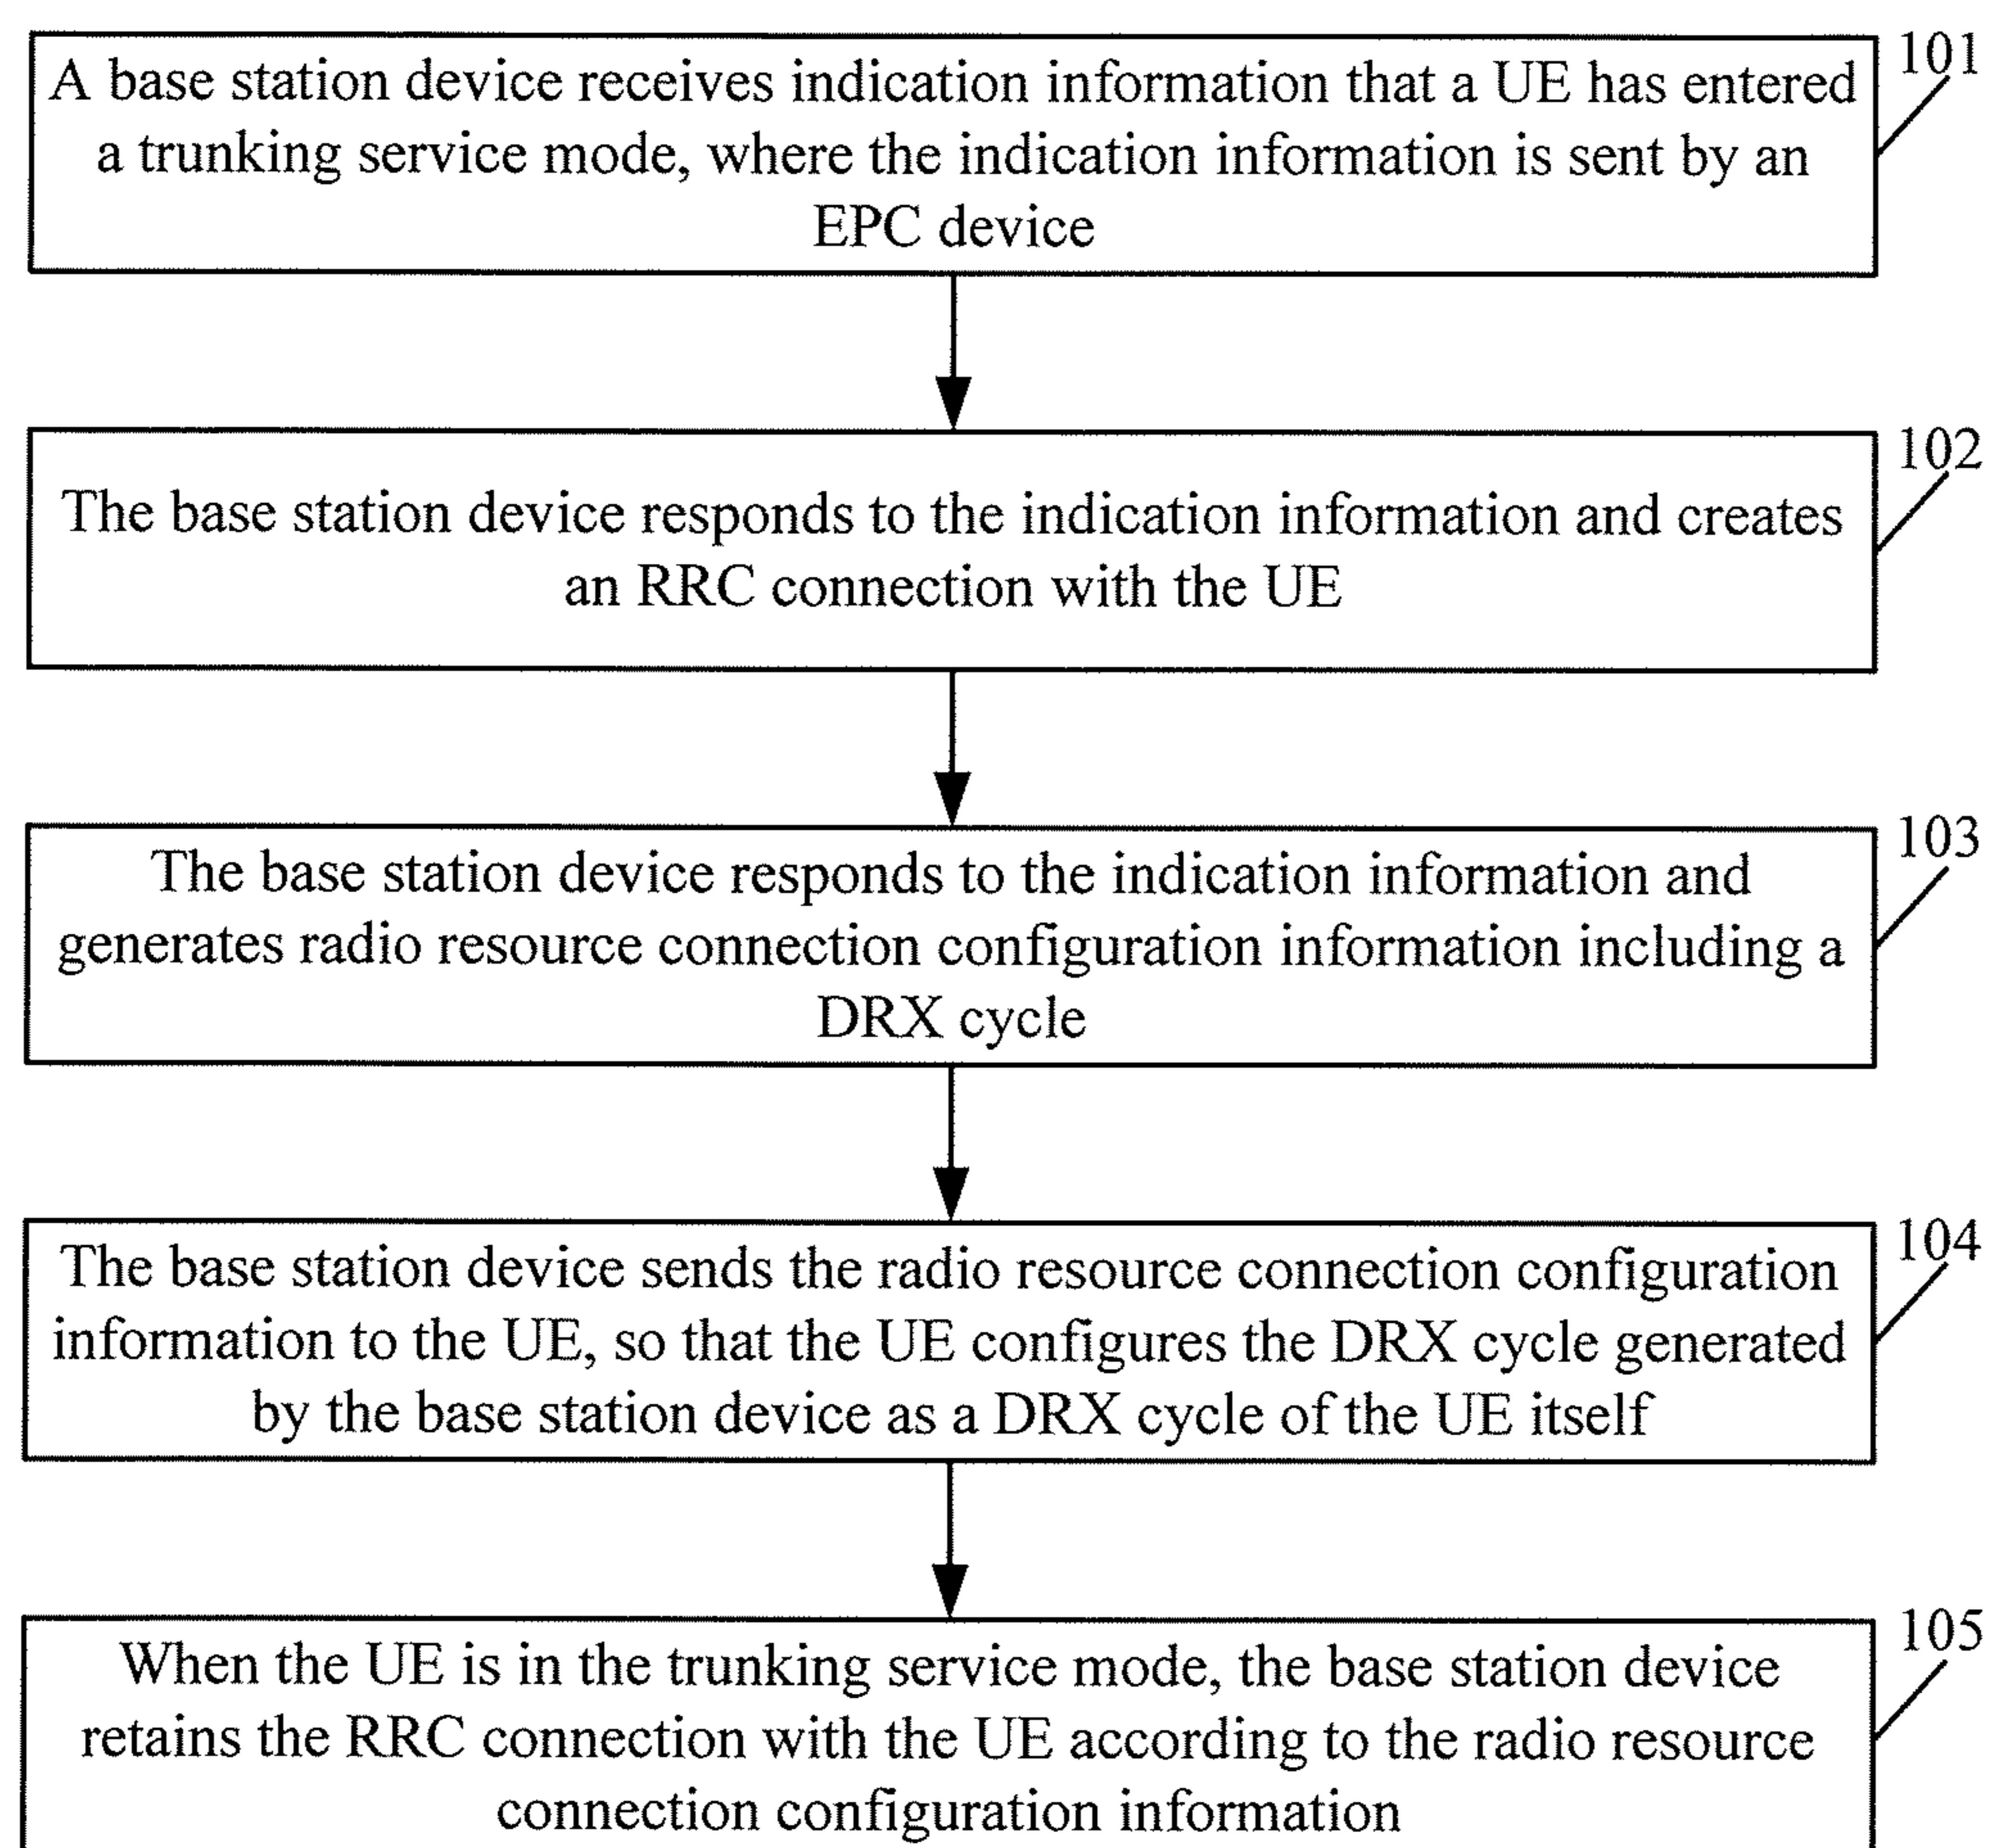 A base station device receives indication information that a UE has entered
a trunking service mode, where the indication information is sent by an
EPC device
101
The base station device responds to the indication information and creates
an RRC connection with the UE
102
The base station device responds to the indication information and
generates radio resource connection configuration information including a
DRX cycle
103
The base station device sends the radio resource connection configuration
information to the UE, so that the UE configures the DRX cycle generated
by the base station device as a DRX cycle of the UE itself
104
When the UE is in the trunking service mode, the base station device
retains the RRC connection with the UE according to the radio resource
connection configuration information
105